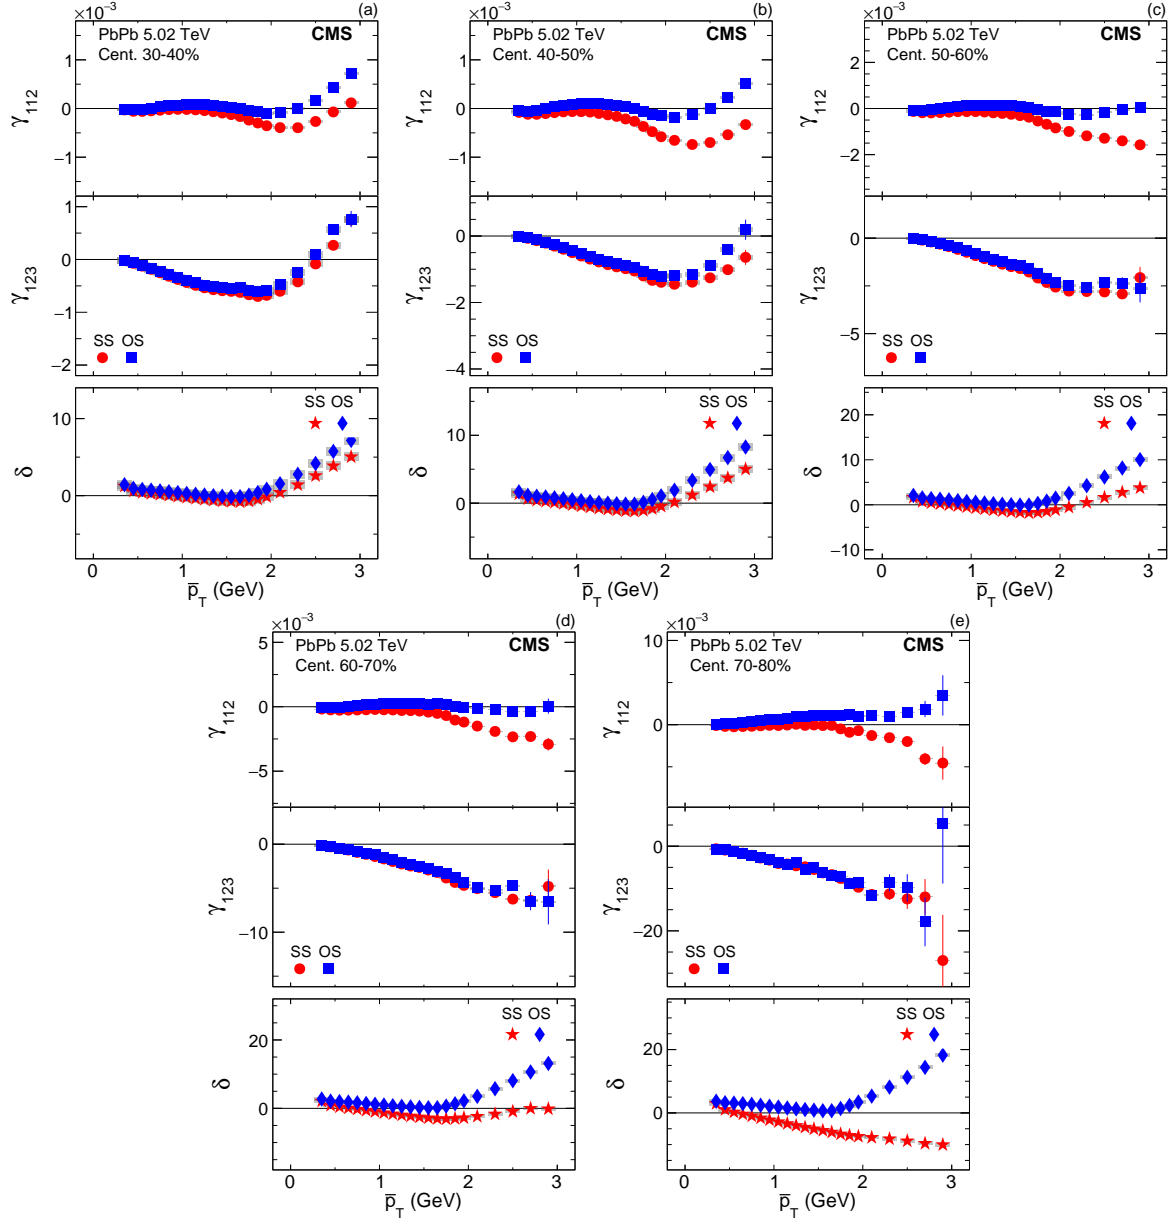 ×10⁻³ (a)
PbPb 5.02 TeV CMS
Cent. 30-40%
1
0
−1
γ₁₁₂
1
0
−1
−2
γ₁₂₃
SS OS
SS OS
10
5
0
δ
0 1 2 3
p̅_T (GeV)
×10⁻³ (b)
PbPb 5.02 TeV CMS
Cent. 40-50%
1
0
−1
γ₁₁₂
0
−2
−4
γ₁₂₃
SS OS
SS OS
10
0
δ
0 1 2 3
p̅_T (GeV)
×10⁻³ (c)
PbPb 5.02 TeV CMS
Cent. 50-60%
2
0
−2
γ₁₁₂
0
−5
γ₁₂₃
SS OS
SS OS
20
10
0
−10
δ
0 1 2 3
p̅_T (GeV)
×10⁻³ (d)
PbPb 5.02 TeV CMS
Cent. 60-70%
5
0
−5
γ₁₁₂
0
−10
γ₁₂₃
SS OS
SS OS
20
0
δ
0 1 2 3
p̅_T (GeV)
×10⁻³ (e)
PbPb 5.02 TeV CMS
Cent. 70-80%
10
0
γ₁₁₂
0
−20
γ₁₂₃
SS OS
SS OS
20
0
δ
0 1 2 3
p̅_T (GeV)